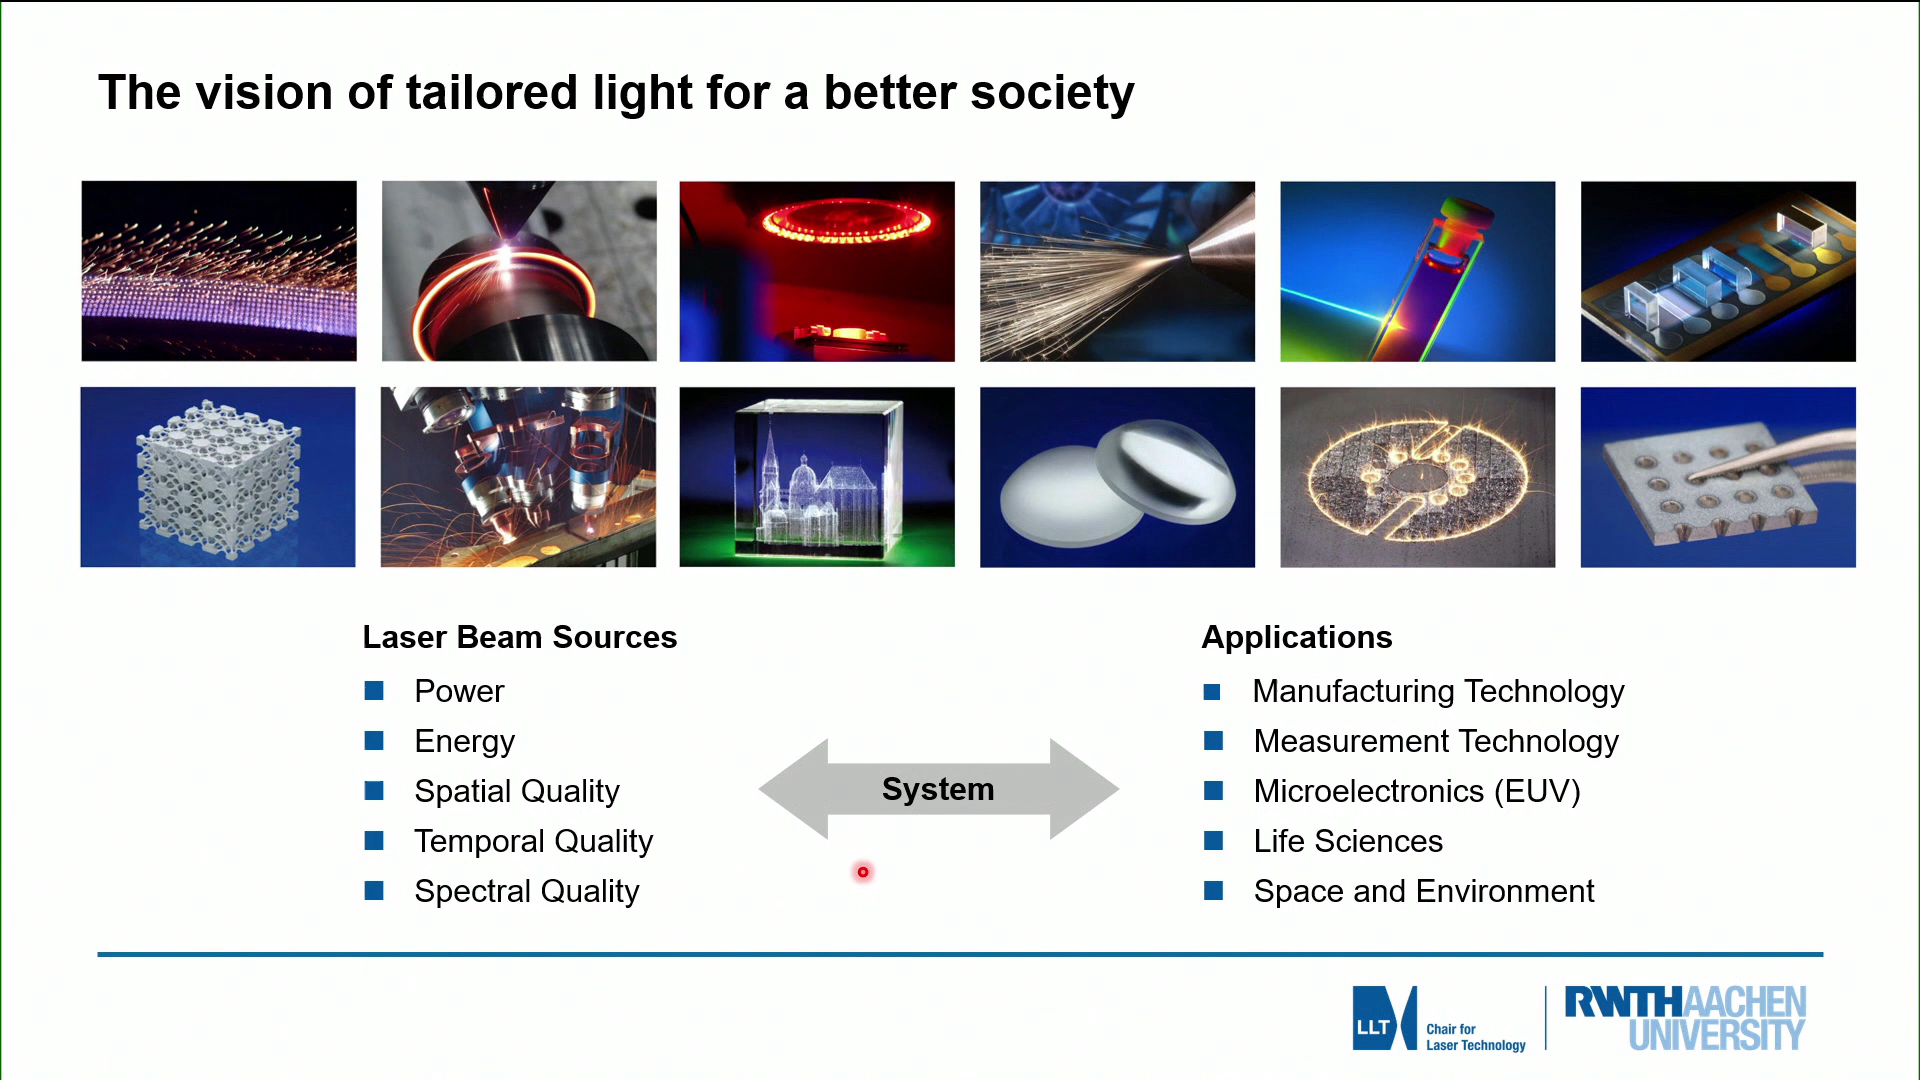 The vision of tailored light for a better society
Laser Beam Sources
Power
Energy
Spatial Quality
Temporal Quality
Spectral Quality
System
Applications
Manufacturing Technology
Measurement Technology
Microelectronics (EUV)
Life Sciences
Space and Environment
LLT
Chair for
Laser Technology
RWTHAACHEN
UNIVERSITY